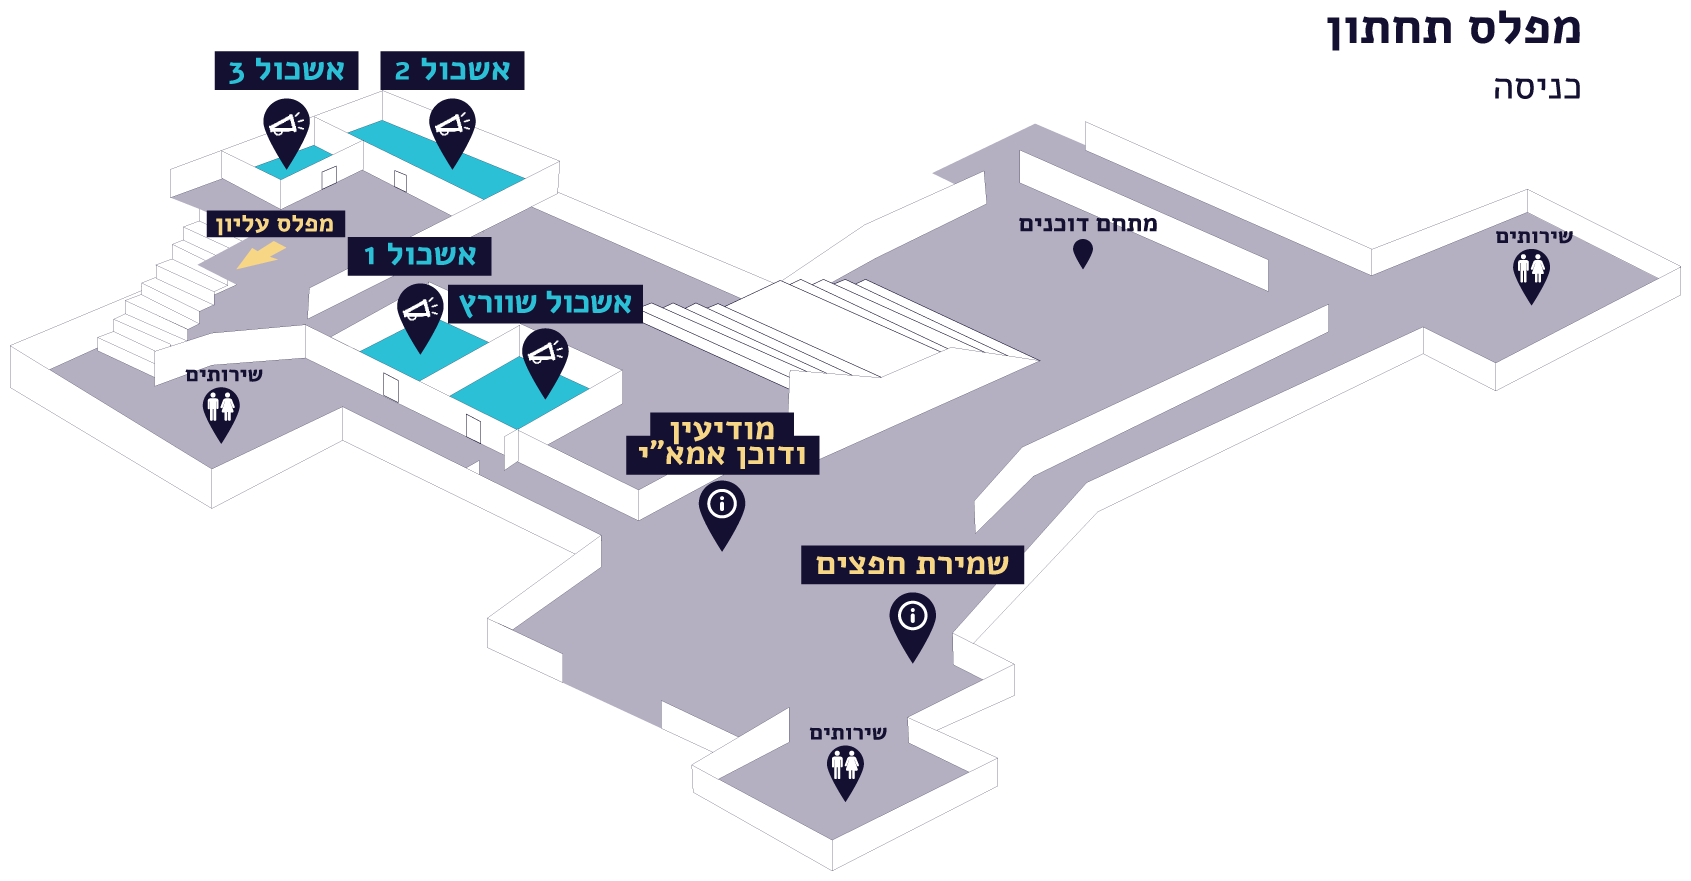 מפלס תחתון
כניסה
אשכול 2
אשכול 3
מפלס עליון
אשכול 1
אשכול שוורץ
מתחם דוכנים
שירותים
שירותים
מודיעין
ודוכן אמא"י
שמירת חפצים
שירותים